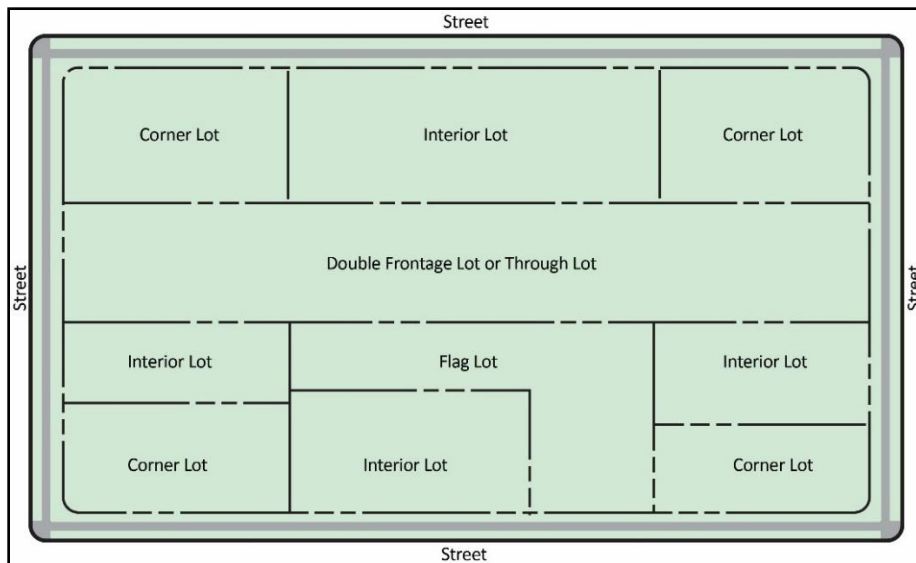 Street
Corner Lot
Interior Lot
Corner Lot
Double Frontage Lot or Through Lot
Street
Street
Interior Lot
Flag Lot
Interior Lot
Corner Lot
Interior Lot
Corner Lot
Street